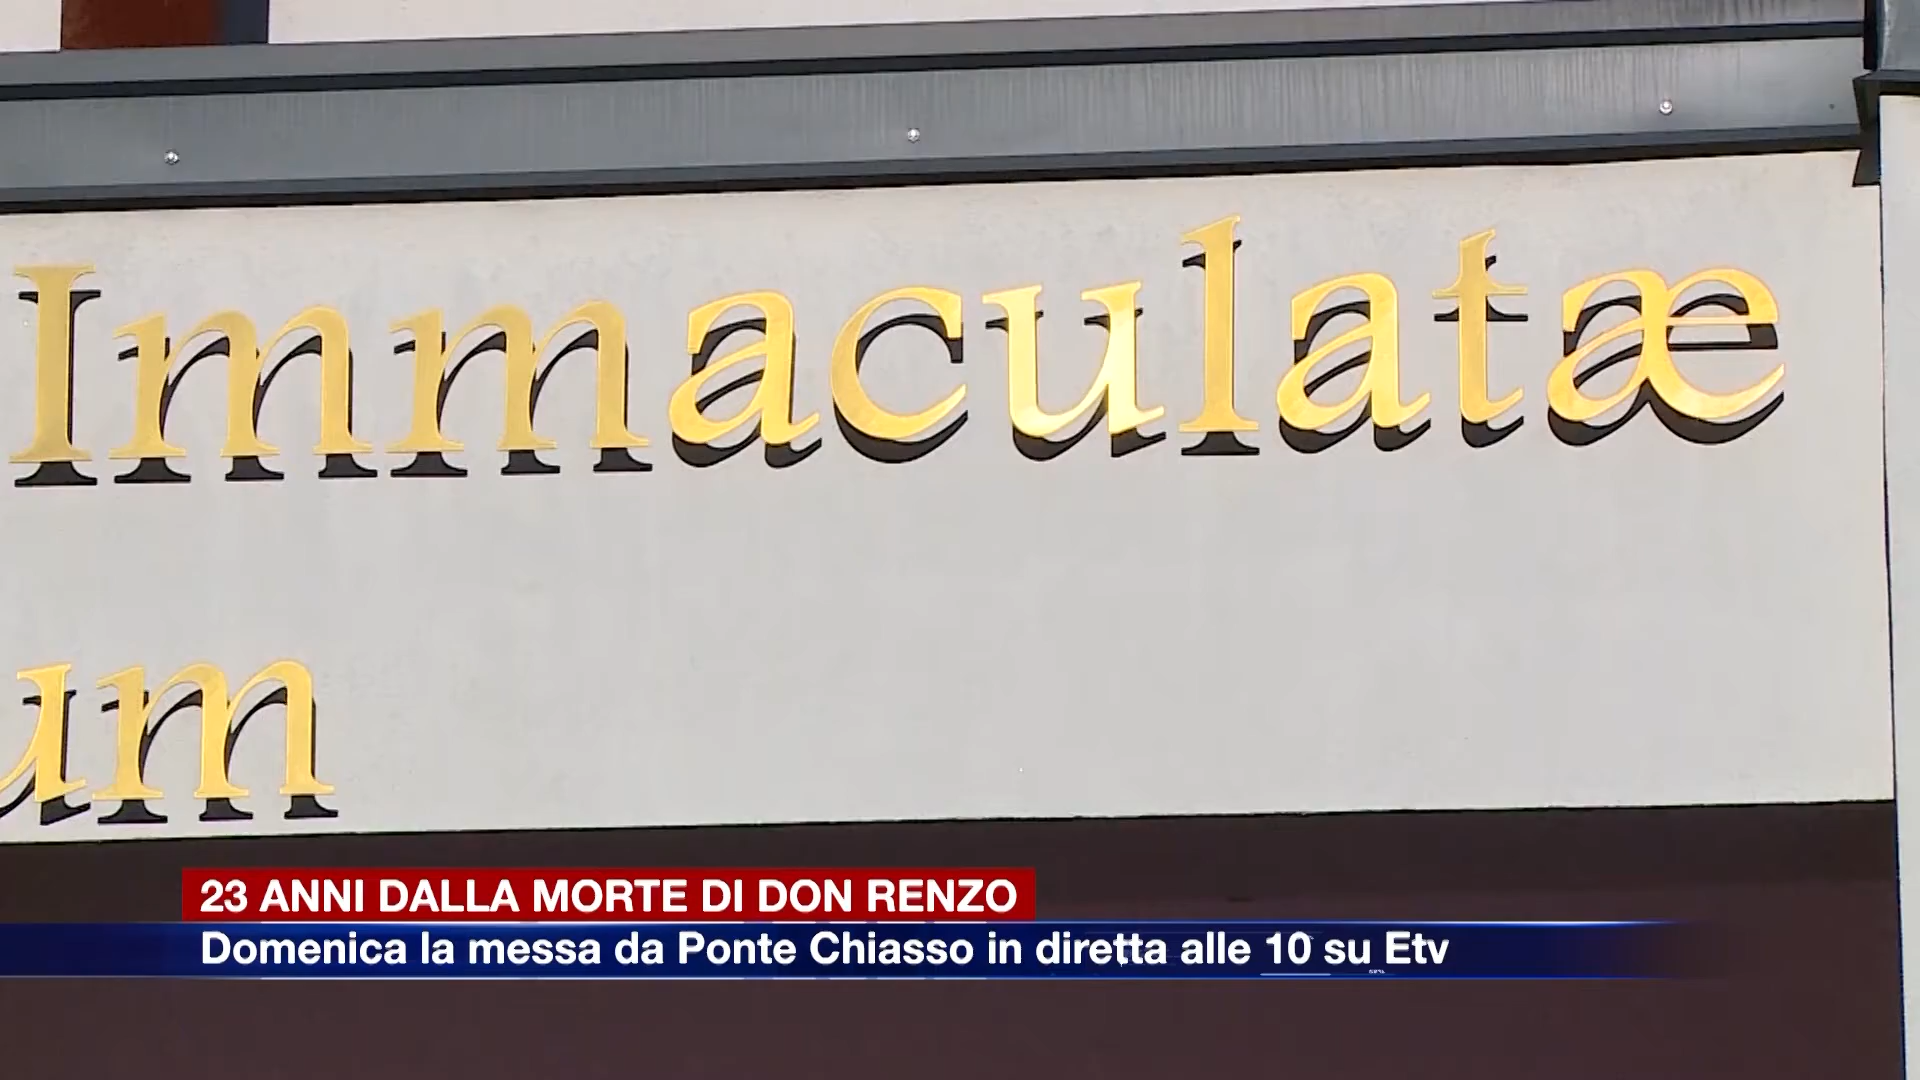 Immaculatæ
um
23 ANNI DALLA MORTE DI DON RENZO
Domenica la messa da Ponte Chiasso in diretta alle 10 su Etv